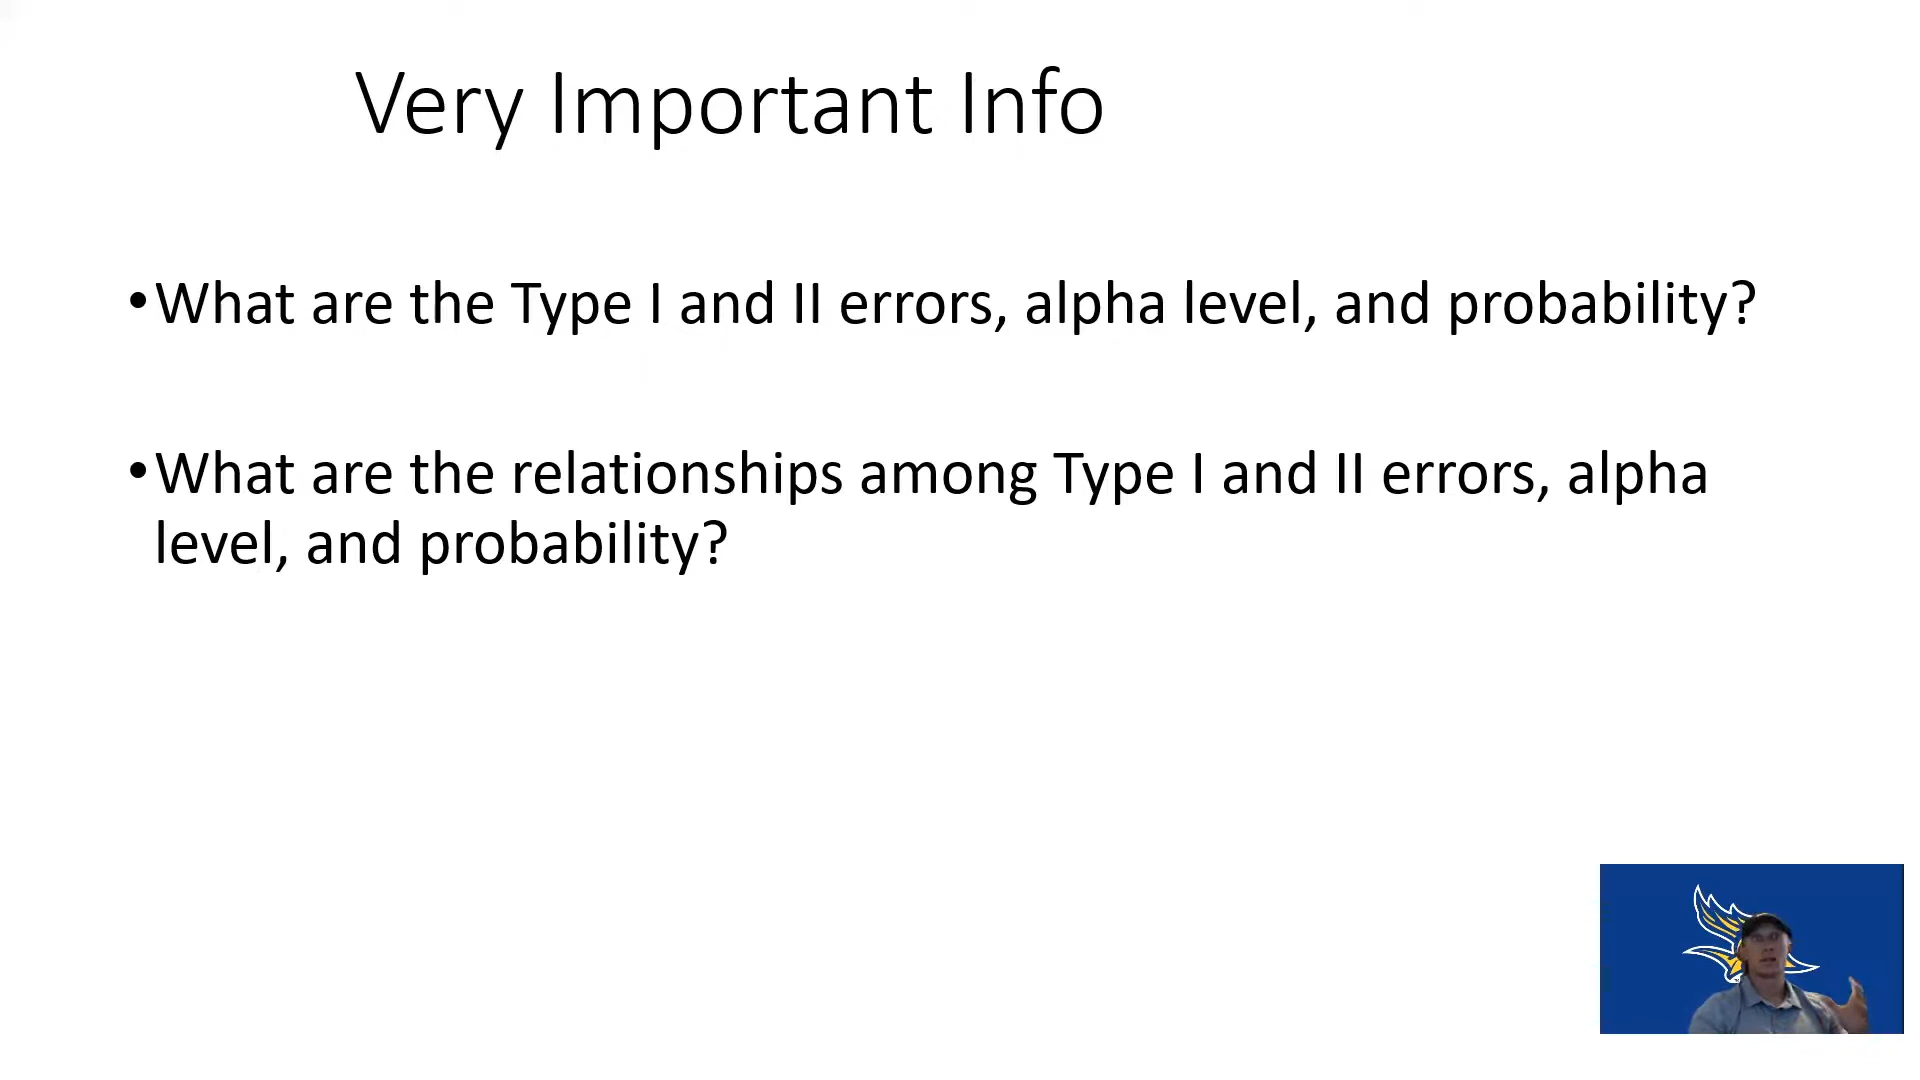 Very Important Info
•What are the Type I and II errors, alpha level, and probability?
•What are the relationships among Type I and II errors, alpha
level, and probability?